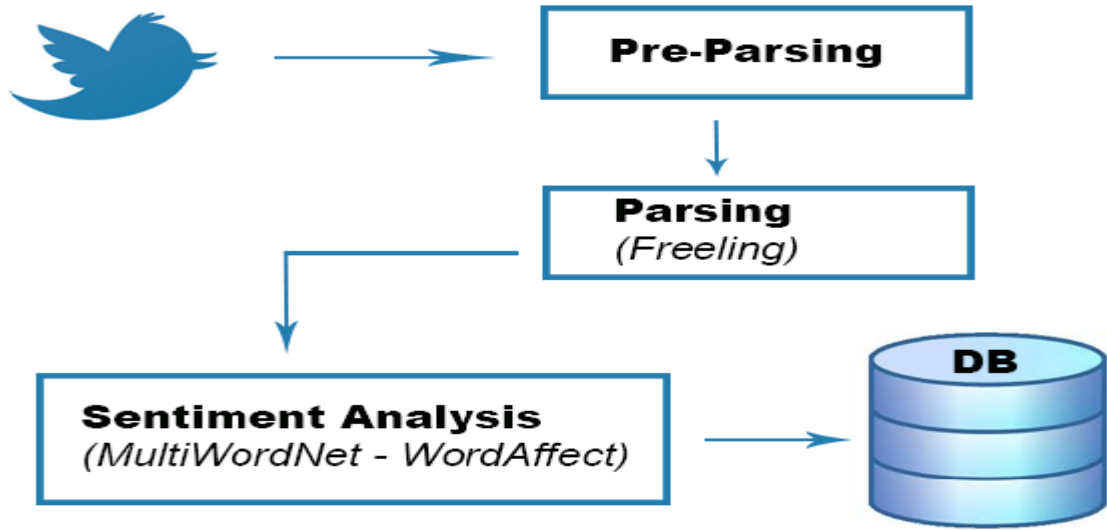 Pre-Parsing
Parsing
(Freeling)
Sentiment Analysis
(MultiWordNet - WordAffect)
DB